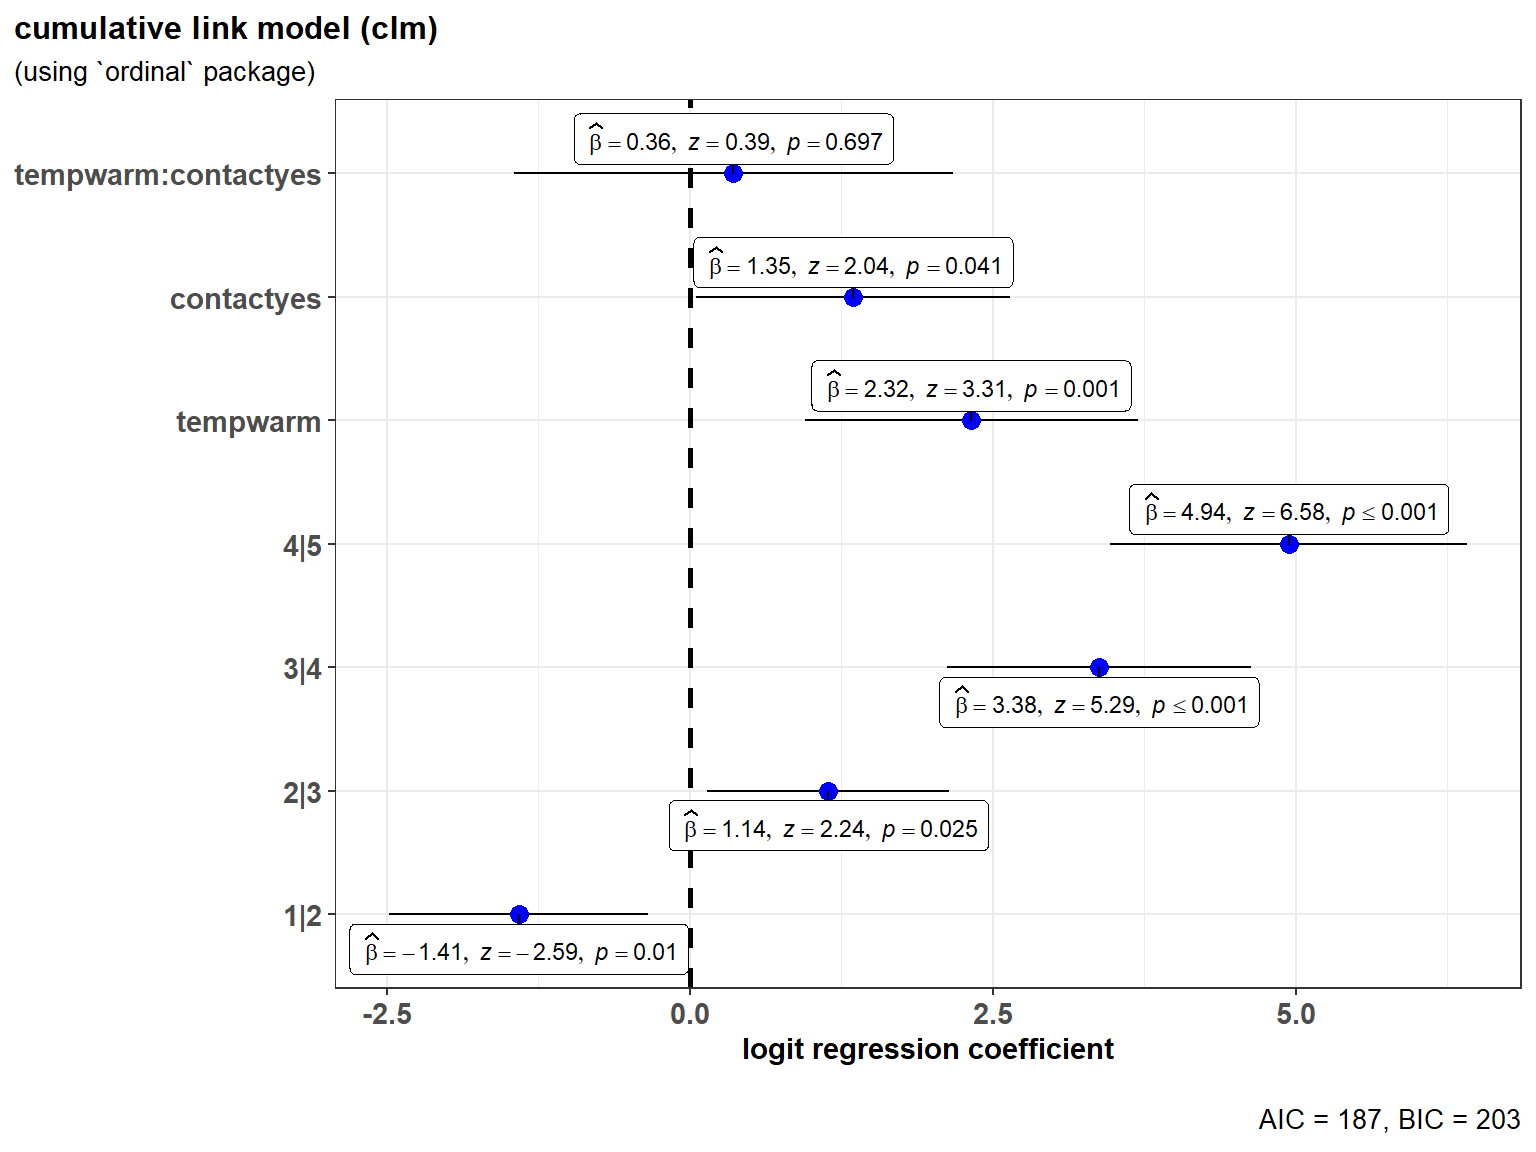 cumulative link model (clm)
(using `ordinal` package)
tempwarm:contactyes
β̂ = 0.36, z = 0.39, p = 0.697
contactyes
β̂ = 1.35, z = 2.04, p = 0.041
tempwarm
β̂ = 2.32, z = 3.31, p = 0.001
4|5
β̂ = 4.94, z = 6.58, p ≤ 0.001
3|4
β̂ = 3.38, z = 5.29, p ≤ 0.001
2|3
β̂ = 1.14, z = 2.24, p = 0.025
1|2
β̂ = −1.41, z = −2.59, p = 0.01
-2.5 0.0 2.5 5.0
logit regression coefficient
AIC = 187, BIC = 203